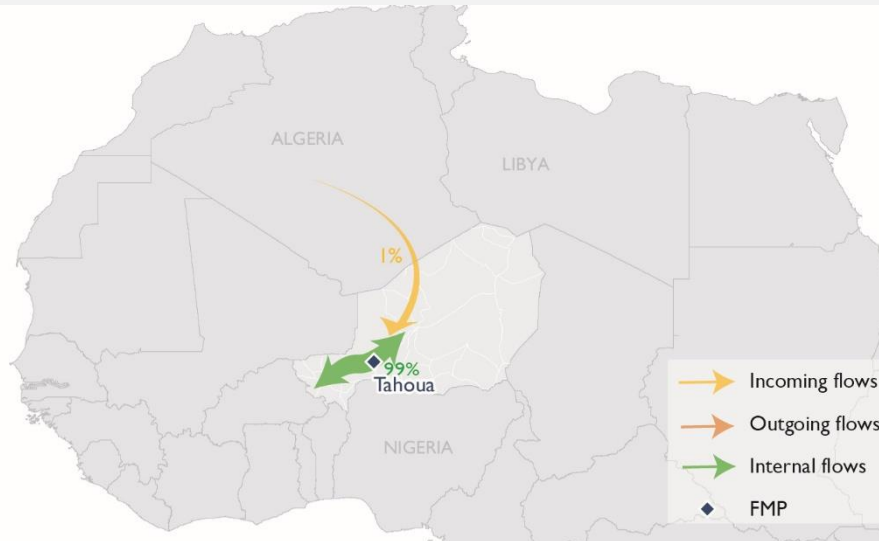 ALGERIA
LIBYA
1%
99%
Tahoua
NIGERIA
Incoming flows
Outgoing flows
Internal flows
FMP